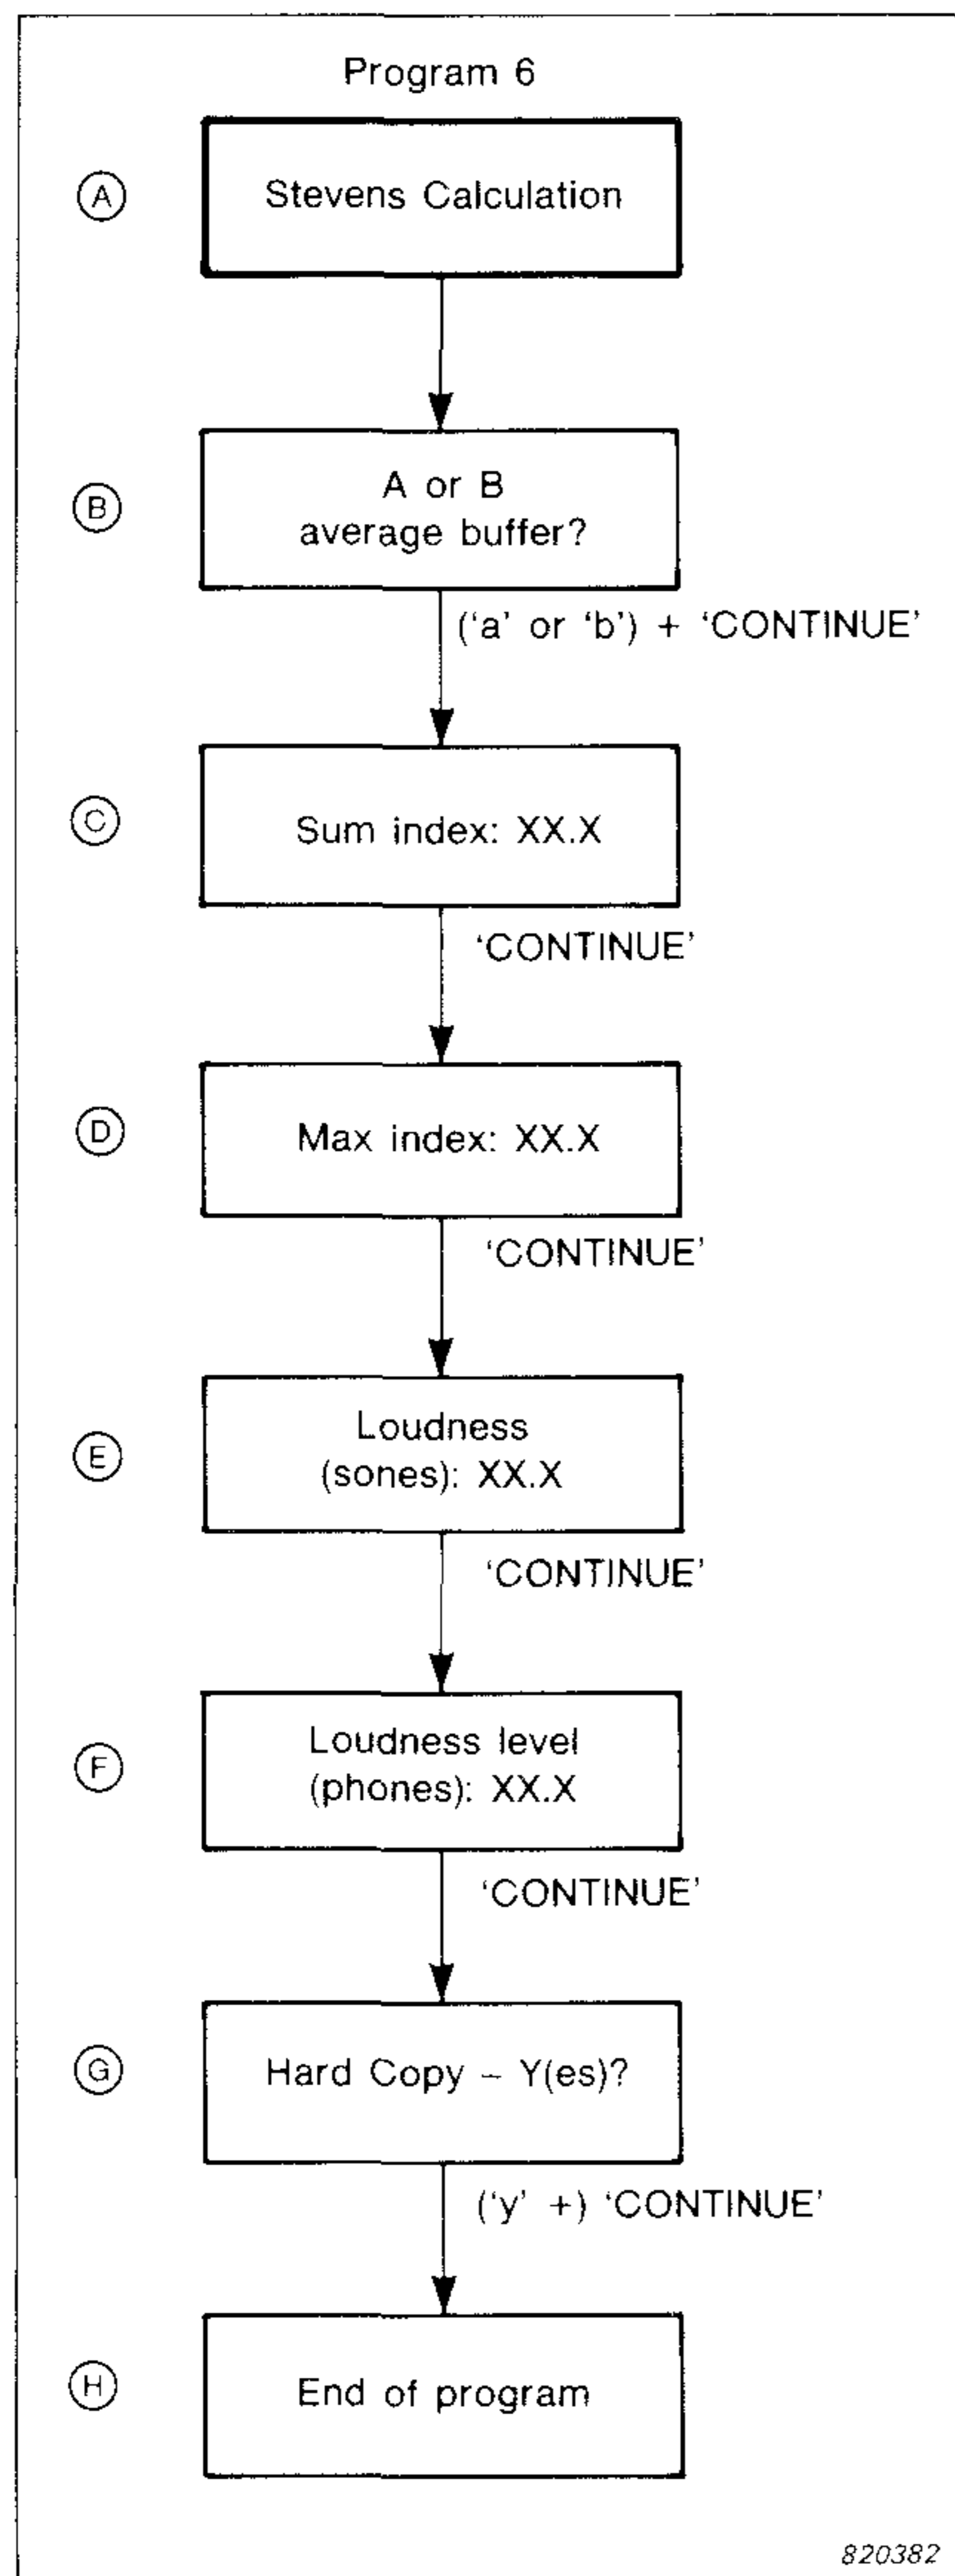 Program 6
A
Stevens Calculation
B
A or B
average buffer?
('a' or 'b') + 'CONTINUE'
C
Sum index: XX.X
'CONTINUE'
D
Max index: XX.X
'CONTINUE'
E
Loudness
(sones): XX.X
'CONTINUE'
F
Loudness level
(phones): XX.X
'CONTINUE'
G
Hard Copy – Y(es)?
('y' +) 'CONTINUE'
H
End of program
820382